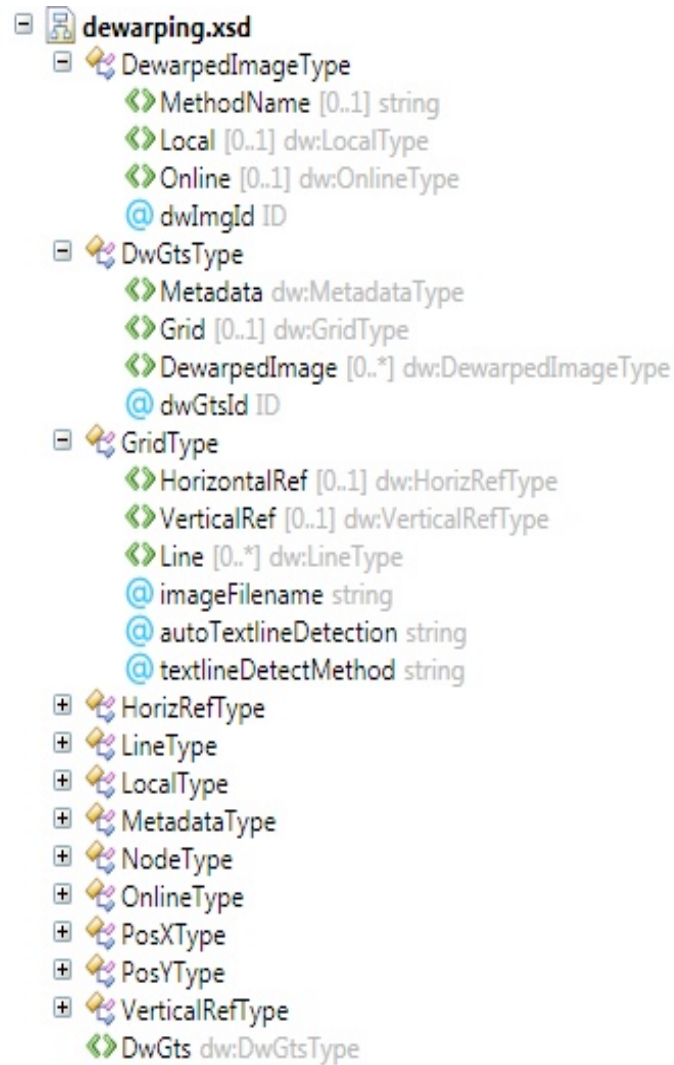 dewarping.xsd
DewarpedImageType
MethodName [0..1] string
Local [0..1] dw:LocalType
Online [0..1] dw:OnlineType
@ dwImgId ID
DwGtsType
Metadata dw:MetadataType
Grid [0..1] dw:GridType
DewarpedImage [0..*] dw:DewarpedImageType
@ dwGtsId ID
GridType
HorizontalRef [0..1] dw:HorizRefType
VerticalRef [0..1] dw:VerticalRefType
Line [0..*] dw:LineType
@ imageFilename string
@ autoTextlineDetection string
@ textlineDetectMethod string
HorizRefType
LineType
LocalType
MetadataType
NodeType
OnlineType
PosXType
PosYType
VerticalRefType
DwGts dw:DwGtsType